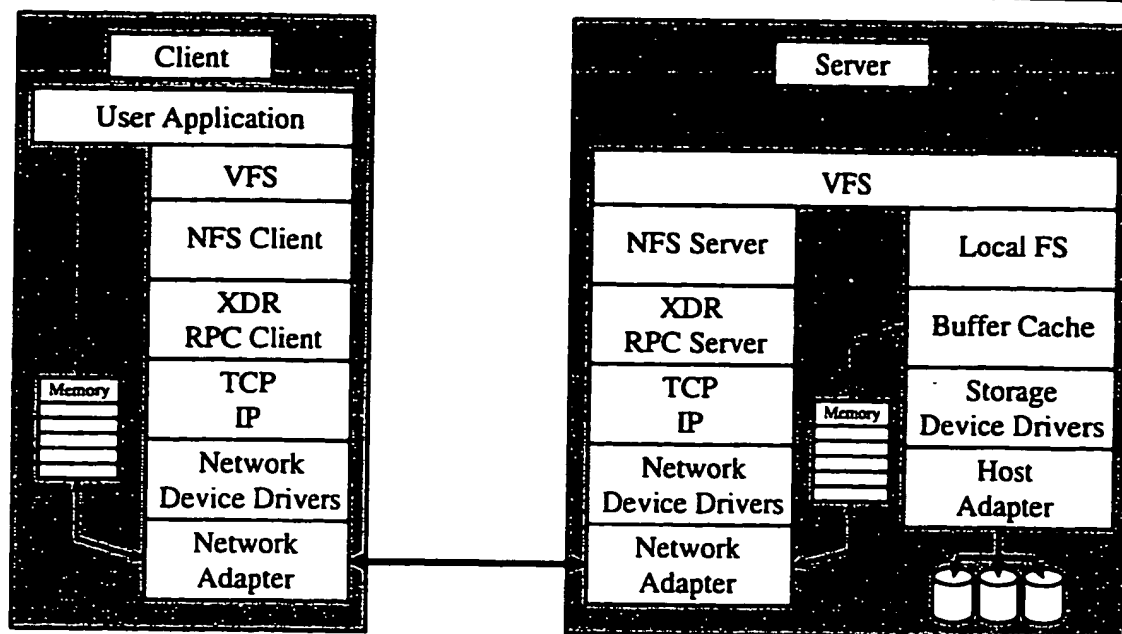 Client
User Application
VFS
NFS Client
XDR
RPC Client
TCP
IP
Memory
Network
Device Drivers
Network
Adapter
Server
VFS
NFS Server
XDR
RPC Server
TCP
IP
Network
Device Drivers
Network
Adapter
Memory
Local FS
Buffer Cache
Storage
Device Drivers
Host
Adapter